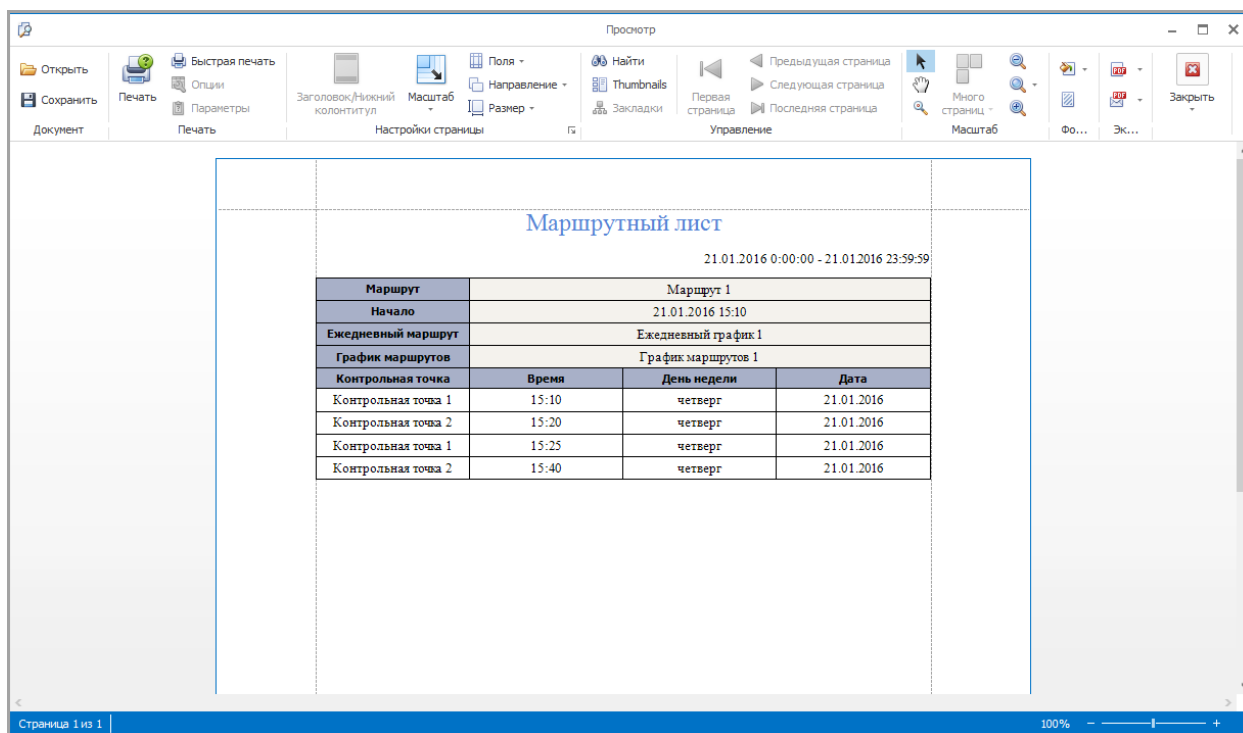 Просмотр
Открыть
Сохранить
Документ
Печать
Быстрая печать
Опции
Параметры
Печать
Заголовок/Нижний
колонтитул
Масштаб
Поля
Направление
Размер
Настройки страницы
Найти
Thumbnails
Закладки
Первая
страница
Предыдущая страница
Следующая страница
Последняя страница
Управление
Много
страниц
Масштаб
Фо...
PDF
PDF
Эк...
Закрыть
Маршрутный лист
21.01.2016 0:00:00 - 21.01.2016 23:59:59
Маршрут Маршрут 1
Начало 21.01.2016 15:10
Ежедневный маршрут Ежедневный график 1
График маршрутов График маршрутов 1
Контрольная точка Время День недели Дата
Контрольная точка 1 15:10 четверг 21.01.2016
Контрольная точка 2 15:20 четверг 21.01.2016
Контрольная точка 1 15:25 четверг 21.01.2016
Контрольная точка 2 15:40 четверг 21.01.2016
Страница 1 из 1 100%